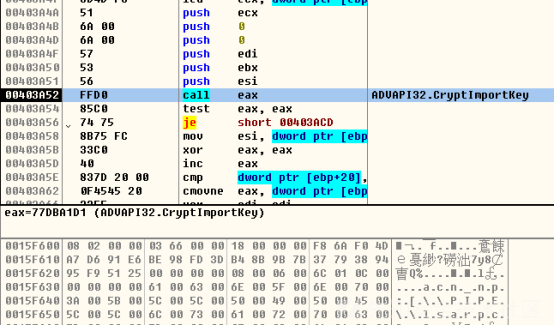 00403A4A 51 push ecx
00403A4B 6A 00 push 0
00403A4D 6A 00 push 0
00403A4F 57 push edi
00403A50 53 push ebx
00403A51 56 push esi
00403A52 FFD0 call eax ADVAPI32.CryptImportKey
00403A54 85C0 test eax, eax
00403A56 74 75 je short 00403ACD
00403A58 8B75 FC mov esi, dword ptr [ebp
00403A5B 33C0 xor eax, eax
00403A5D 40 inc eax
00403A5E 837D 20 00 cmp dword ptr [ebp+20],
00403A62 0F4545 20 cmovne eax, dword ptr [ebp
eax=77DBA1D1 (ADVAPI32.CryptImportKey)
0015F600 08 02 00 00 03 66 00 00 18 00 00 00 F8 6A F0 4D
0015F610 A7 D6 91 E6 BE 98 FD 3D B4 8B 9B 7B 37 79 38 94
0015F620 95 F9 51 25 00 00 00 00 08 00 06 00 6C 01 0C 00
0015F630 00 00 00 00 61 00 63 00 6E 00 5F 00 6E 00 70 00 ....a.c.n._.n.p.
0015F640 3A 00 5B 00 5C 00 5C 00 50 00 49 00 50 00 45 00 :.[.\.\.P.I.P.E.
0015F650 5C 00 5C 00 6C 00 73 00 61 00 72 00 70 00 63 00 \.\.l.s.a.r.p.c.